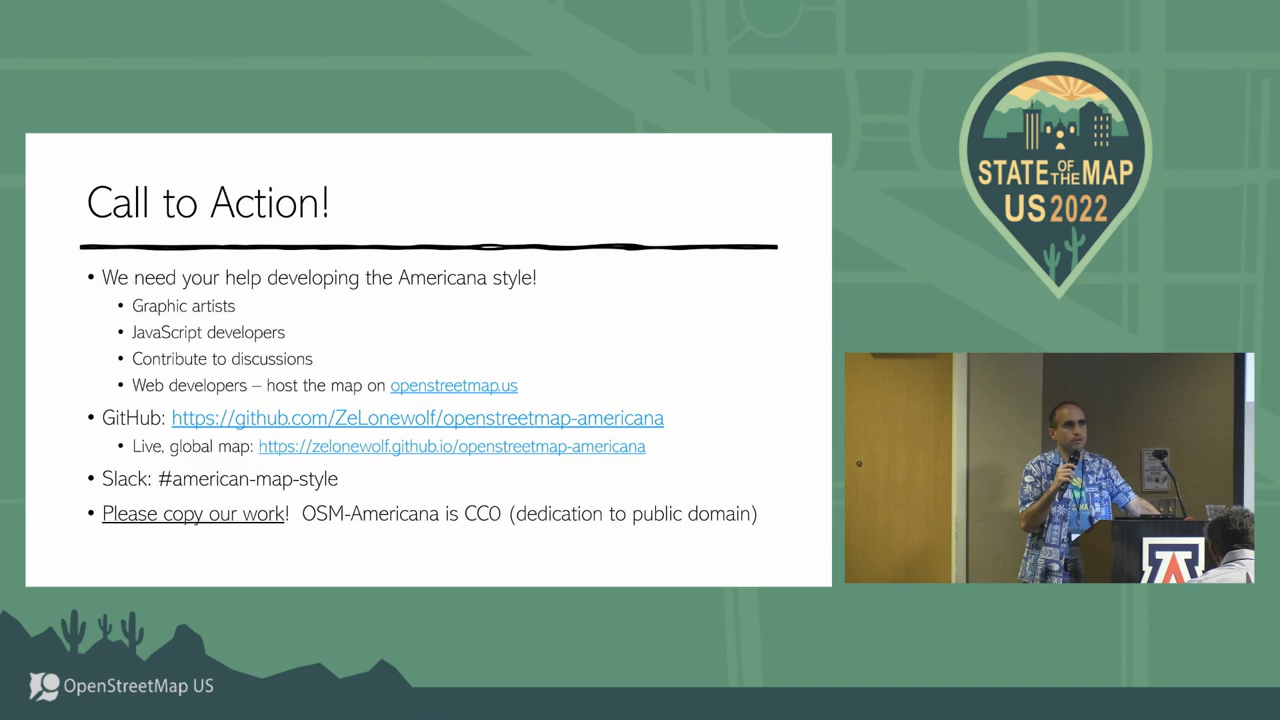 Call to Action!
• We need your help developing the Americana style!
• Graphic artists
• JavaScript developers
• Contribute to discussions
• Web developers – host the map on openstreetmap.us
• GitHub: https://github.com/ZeLonewolf/openstreetmap-americana
• Live, global map: https://zelonewolf.github.io/openstreetmap-americana
• Slack: #american-map-style
• Please copy our work!  OSM-Americana is CC0 (dedication to public domain)
STATE OF THE MAP
US 2022
A
OpenStreetMap US